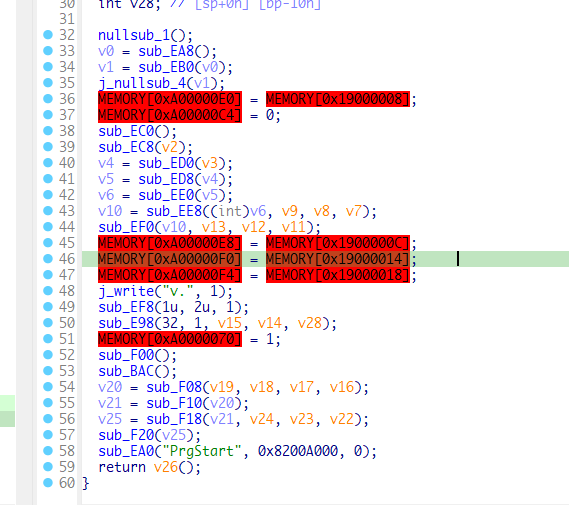 30 int v28; // [sp+0h] [bp-10h]
31
32 nullsub_1();
33 v0 = sub_EA8();
34 v1 = sub_EB0(v0);
35 j_nullsub_4(v1);
36 MEMORY[0xA00000E0] = MEMORY[0x19000008];
37 MEMORY[0xA00000C4] = 0;
38 sub_EC0();
39 sub_EC8(v2);
40 v4 = sub_ED0(v3);
41 v5 = sub_ED8(v4);
42 v6 = sub_EE0(v5);
43 v10 = sub_EE8((int)v6, v9, v8, v7);
44 sub_EF0(v10, v13, v12, v11);
45 MEMORY[0xA00000E8] = MEMORY[0x1900000C];
46 MEMORY[0xA00000F0] = MEMORY[0x19000014];
47 MEMORY[0xA00000F4] = MEMORY[0x19000018];
48 j_write("v.", 1);
49 sub_EF8(1u, 2u, 1);
50 sub_E98(32, 1, v15, v14, v28);
51 MEMORY[0xA0000070] = 1;
52 sub_F00();
53 sub_BAC();
54 v20 = sub_F08(v19, v18, v17, v16);
55 v21 = sub_F10(v20);
56 v25 = sub_F18(v21, v24, v23, v22);
57 sub_F20(v25);
58 sub_EA0("PrgStart", 0x8200A000, 0);
59 return v26();
60 }